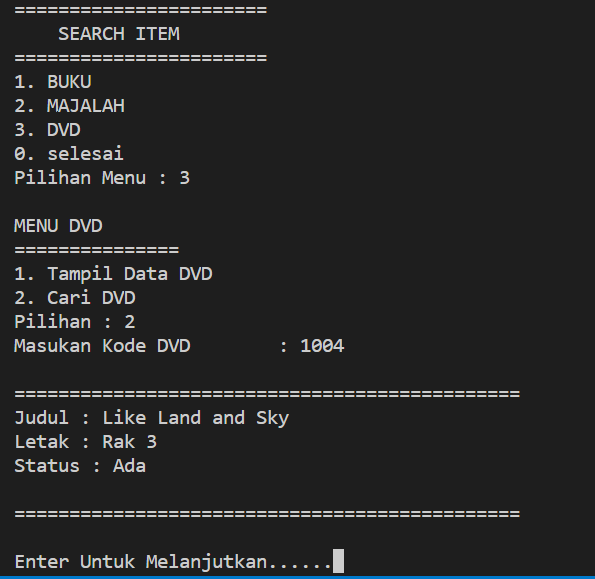 =======================
    SEARCH ITEM
=======================
1. BUKU
2. MAJALAH
3. DVD
0. selesai
Pilihan Menu : 3

MENU DVD
===============
1. Tampil Data DVD
2. Cari DVD
Pilihan : 2
Masukan Kode DVD        : 1004

==============================================
Judul : Like Land and Sky
Letak : Rak 3
Status : Ada

==============================================

Enter Untuk Melanjutkan......